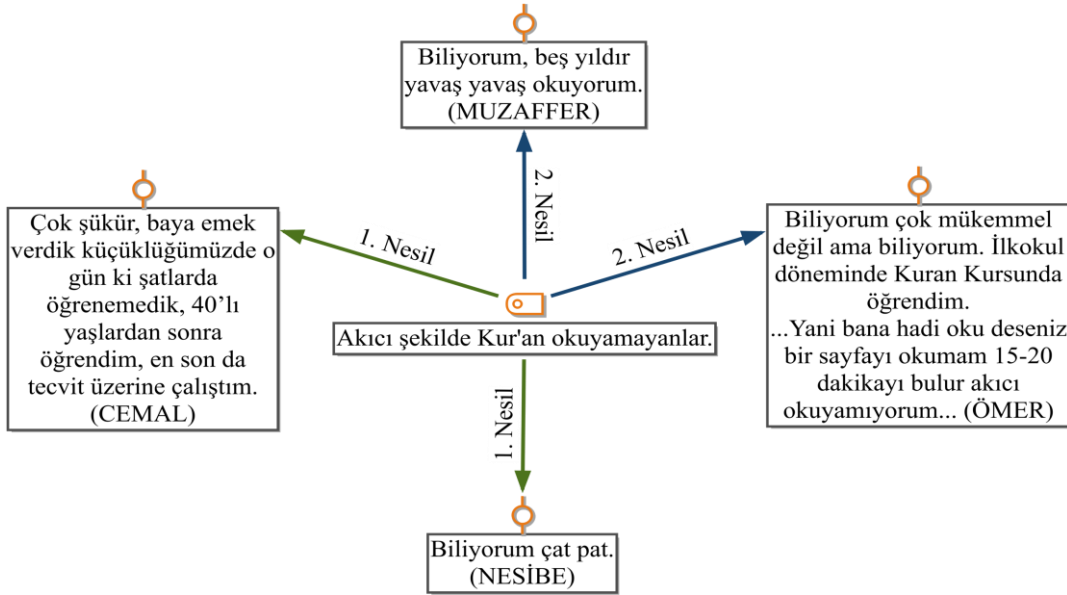 Biliyorum, beş yıldır
yavaş yavaş okuyorum.
(MUZAFFER)
2. Nesil
Çok şükür, baya emek
verdik küçüklüğümüzde o
gün ki şatlarda
öğrenemedik, 40’lı
yaşlardan sonra
öğrendim, en son da
tecvit üzerine çalıştım.
(CEMAL)
1. Nesil
2. Nesil
Biliyorum çok mükemmel
değil ama biliyorum. İlkokul
döneminde Kuran Kursunda
öğrendim.
...Yani bana hadi oku deseniz
bir sayfayı okumam 15-20
dakikayı bulur akıcı
okuyamıyorum... (ÖMER)
Akıcı şekilde Kur'an okuyamayanlar.
1. Nesil
Biliyorum çat pat.
(NESİBE)